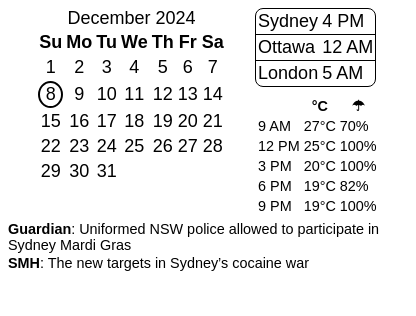 December 2024
Su Mo Tu We Th Fr Sa
1 2 3 4 5 6 7
8 9 10 11 12 13 14
15 16 17 18 19 20 21
22 23 24 25 26 27 28
29 30 31
Sydney 4 PM
Ottawa 12 AM
London 5 AM
°C ☂
9 AM 27°C 70%
12 PM 25°C 100%
3 PM 20°C 100%
6 PM 19°C 82%
9 PM 19°C 100%
Guardian: Uniformed NSW police allowed to participate in
Sydney Mardi Gras
SMH: The new targets in Sydney’s cocaine war